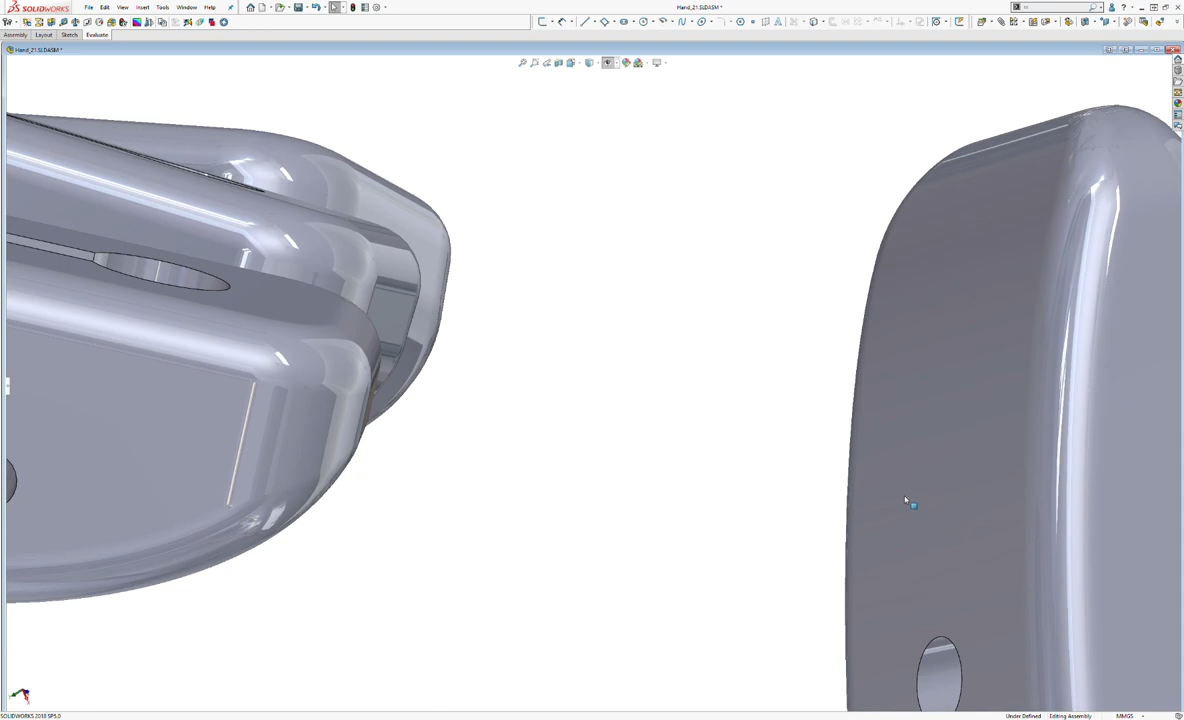 SOLIDWORKS File Edit View Insert Tools Window Help Hand_21.SLDASM *
Assembly Layout Sketch Evaluate
Hand_21.SLDASM *
SOLIDWORKS 2018 SP5.0 Under Defined Editing Assembly MMGS